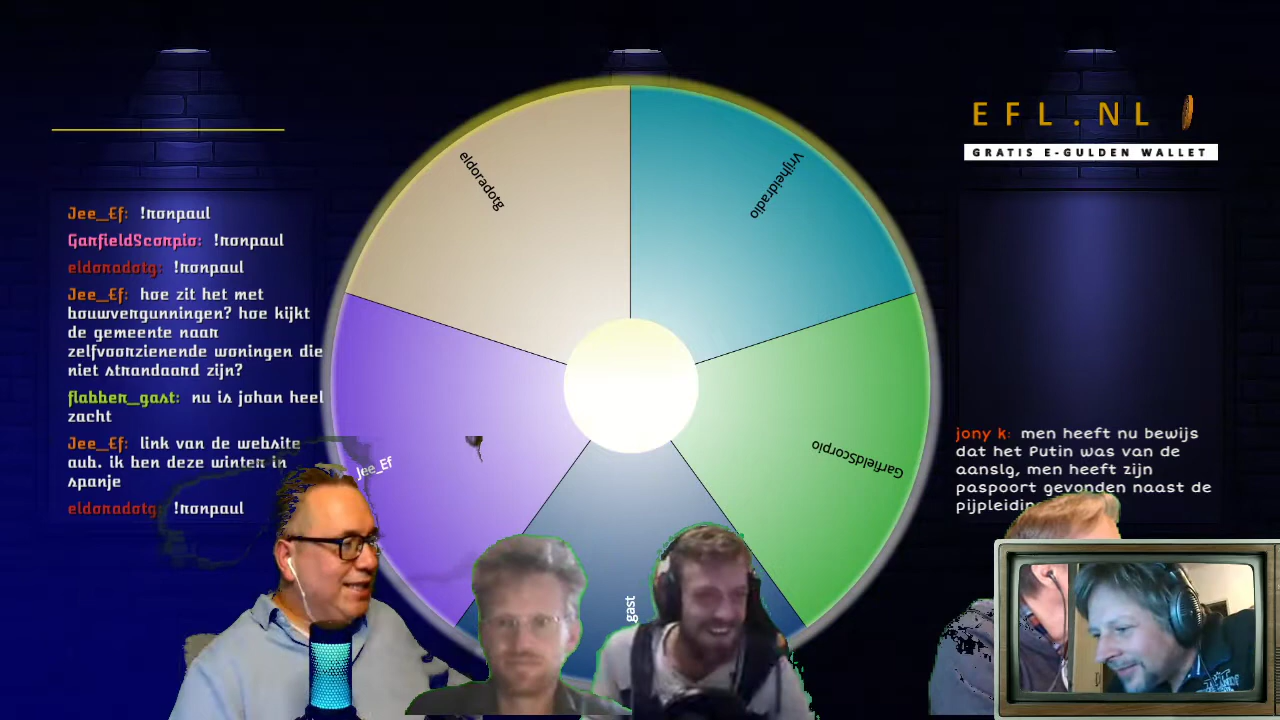 EFL.NL
GRATIS E-GULDEN WALLET
Jee_Ef: !ronpaul
GarfieldScorpio: !ronpaul
eldoradotg: !ronpaul
Jee_Ef: hoe zit het met
bouwvergunningen? hoe kijkt
de gemeente naar
zelfvoorzienende woningen die
niet strandaard zijn?
flabber_gast: nu is johan heel
zacht
Jee_Ef: link van de website
aub. ik ben deze winter in
spanje
eldoradotg: !ronpaul
eldoradotg
Vrijheidradio
GarfieldScorpio
gast
Jee_Ef
jony k: men heeft nu bewijs
dat het Putin was van de
aanslg, men heeft zijn
paspoort gevonden naast de